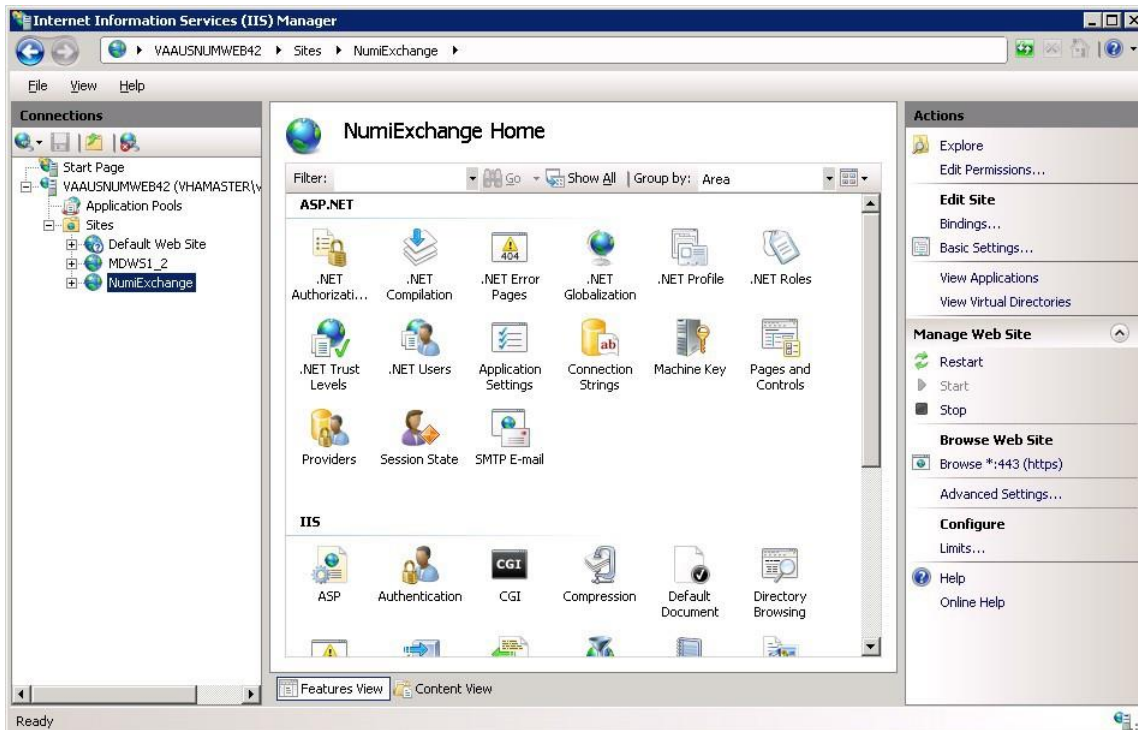 Internet Information Services (IIS) Manager
VAAUSNUMWEB42 Sites NumiExchange
File View Help
Connections
Start Page
VAAUSNUMWEB42 (VHAMASTER\v
Application Pools
Sites
Default Web Site
MDWS1_2
NumiExchange
NumiExchange Home
Filter: Go Show All Group by: Area
ASP.NET
.NET Authorizati...
.NET Compilation
.NET Error Pages
404
.NET Globalization
.NET Profile
.NET Roles
.NET Trust Levels
.NET Users
Application Settings
ab
Connection Strings
Machine Key
Pages and Controls
Providers
Session State
SMTP E-mail
IIS
ASP
Authentication
CGI
CGI
Compression
Default Document
Directory Browsing
Features View Content View
Actions
Explore
Edit Permissions...
Edit Site
Bindings...
Basic Settings...
View Applications
View Virtual Directories
Manage Web Site
Restart
Start
Stop
Browse Web Site
Browse *:443 (https)
Advanced Settings...
Configure
Limits...
Help
Online Help
Ready